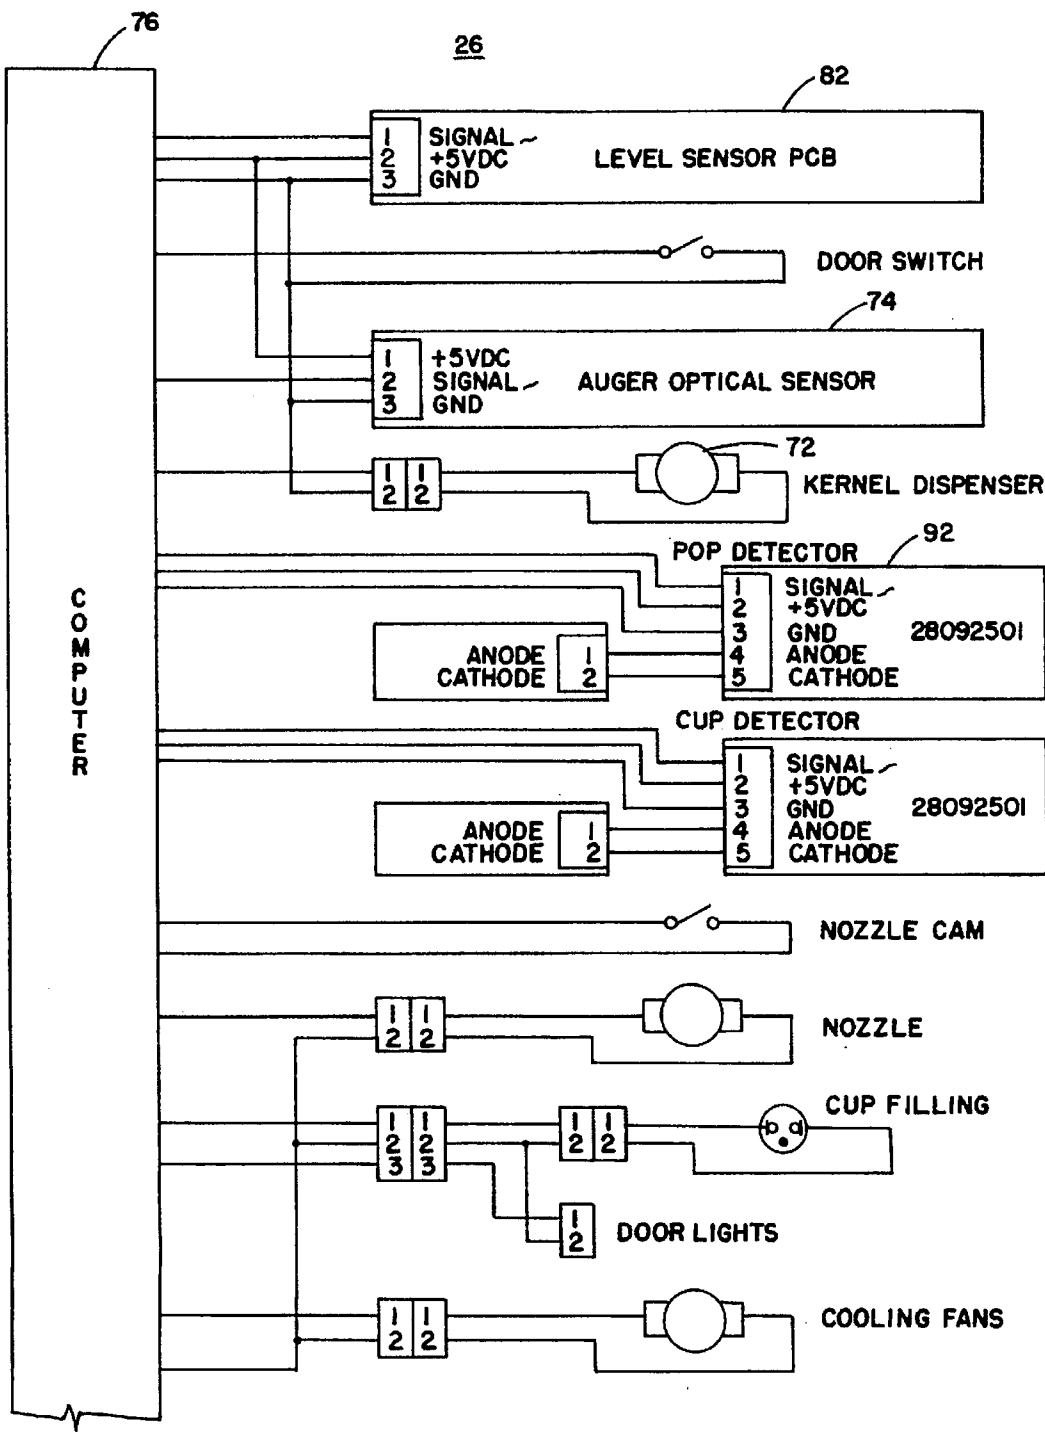 76
26
82
1 SIGNAL
2 +5VDC
3 GND
LEVEL SENSOR PCB
DOOR SWITCH
74
1 +5VDC
2 SIGNAL
3 GND
AUGER OPTICAL SENSOR
72
1 1
2 2
KERNEL DISPENSER
POP DETECTOR
92
1 SIGNAL
2 +5VDC
3 GND
4 ANODE
5 CATHODE
28092501
ANODE 1
CATHODE 2
COMPUTER
CUP DETECTOR
1 SIGNAL
2 +5VDC
3 GND
4 ANODE
5 CATHODE
28092501
ANODE 1
CATHODE 2
NOZZLE CAM
1 1
2 2
NOZZLE
CUP FILLING
1 1
2 2
3 3
1 1
2 2
1
2
DOOR LIGHTS
1 1
2 2
COOLING FANS